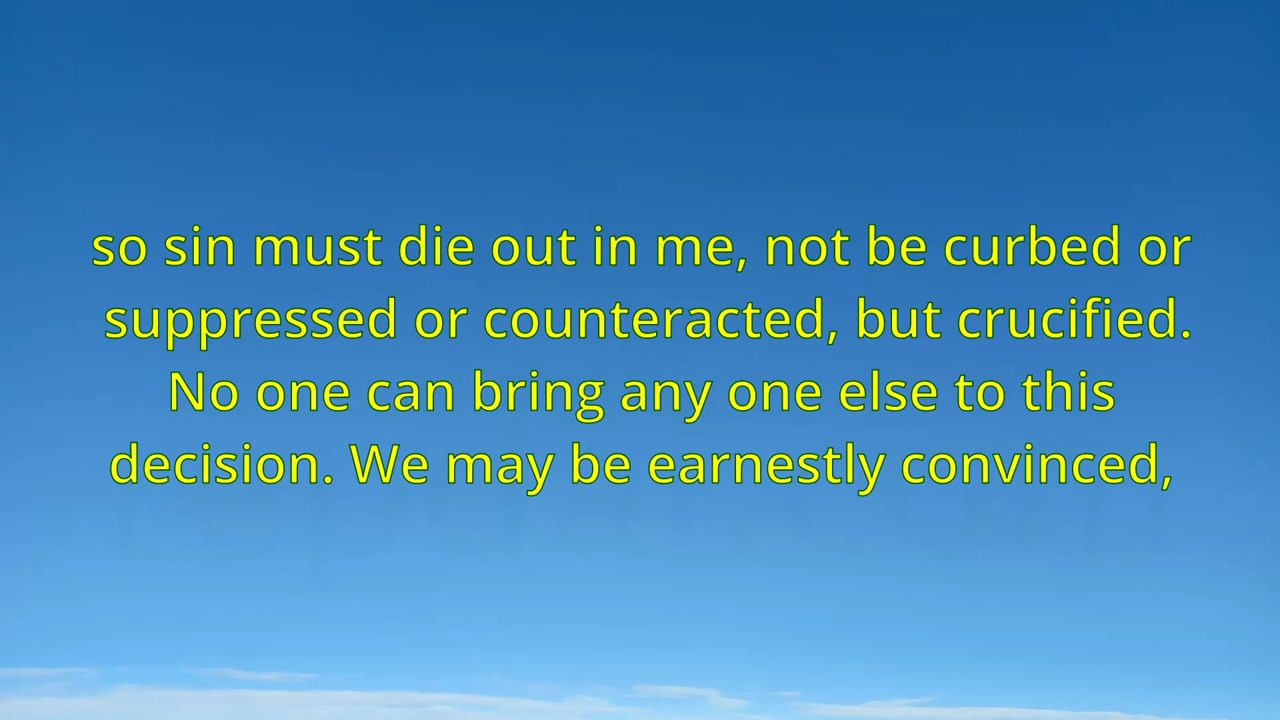 so sin must die out in me, not be curbed or
suppressed or counteracted, but crucified.
No one can bring any one else to this
decision. We may be earnestly convinced,